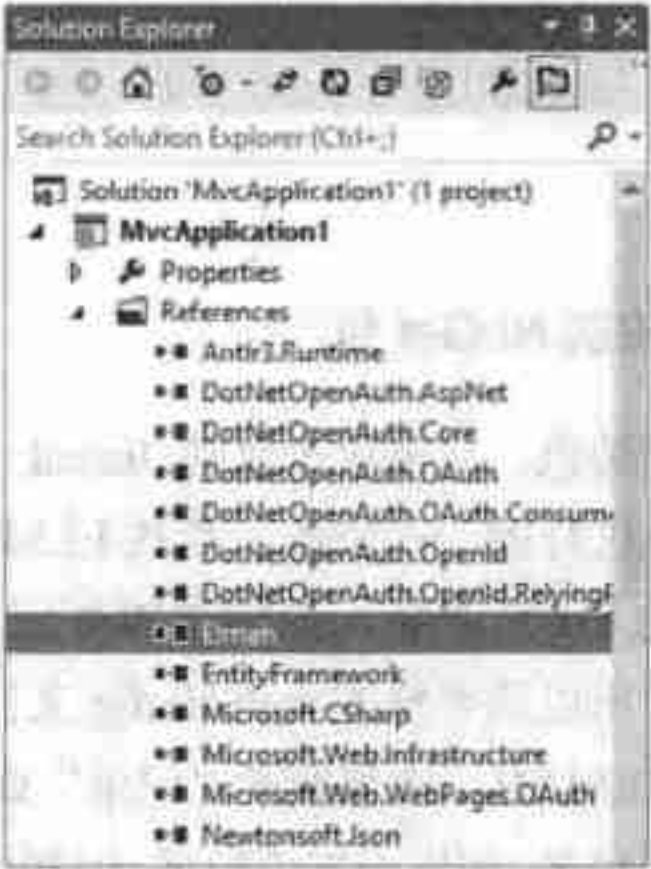 Solution Explorer
Search Solution Explorer (Ctrl+;)
Solution 'MvcApplication1' (1 project)
MvcApplication1
Properties
References
Antlr3.Runtime
DotNetOpenAuth.AspNet
DotNetOpenAuth.Core
DotNetOpenAuth.OAuth
DotNetOpenAuth.OAuth.Consume
DotNetOpenAuth.OpenId
DotNetOpenAuth.OpenId.RelyingP
Elmah
EntityFramework
Microsoft.CSharp
Microsoft.Web.Infrastructure
Microsoft.Web.WebPages.OAuth
Newtonsoft.Json